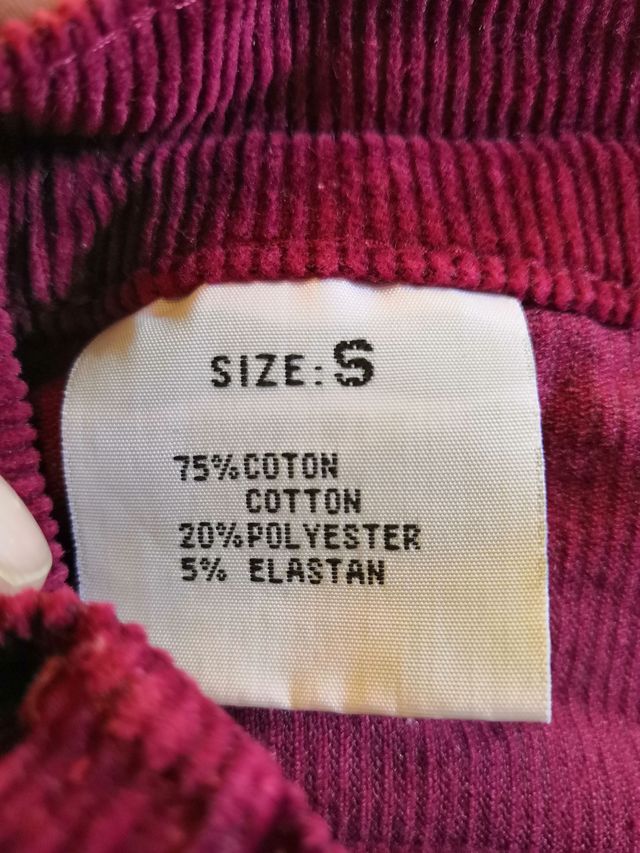 SIZE: S
75% COTON
COTTON
20% POLYESTER
5% ELASTAN